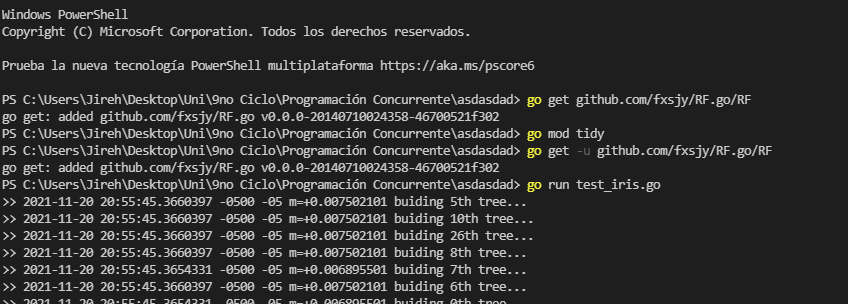 Windows PowerShell
Copyright (C) Microsoft Corporation. Todos los derechos reservados.
Prueba la nueva tecnología PowerShell multiplataforma https://aka.ms/pscore6
PS C:\Users\Jireh\Desktop\Uni\9no Ciclo\Programación Concurrente\asdasdad> go get github.com/fxsjy/RF.go/RF
go get: added github.com/fxsjy/RF.go v0.0.0-20140710024358-46700521f302
PS C:\Users\Jireh\Desktop\Uni\9no Ciclo\Programación Concurrente\asdasdad> go mod tidy
PS C:\Users\Jireh\Desktop\Uni\9no Ciclo\Programación Concurrente\asdasdad> go get -u github.com/fxsjy/RF.go/RF
go get: added github.com/fxsjy/RF.go v0.0.0-20140710024358-46700521f302
PS C:\Users\Jireh\Desktop\Uni\9no Ciclo\Programación Concurrente\asdasdad> go run test_iris.go
>> 2021-11-20 20:55:45.3660397 -0500 -05 m=+0.007502101 buiding 5th tree...
>> 2021-11-20 20:55:45.3660397 -0500 -05 m=+0.007502101 buiding 10th tree...
>> 2021-11-20 20:55:45.3660397 -0500 -05 m=+0.007502101 buiding 26th tree...
>> 2021-11-20 20:55:45.3660397 -0500 -05 m=+0.007502101 buiding 8th tree...
>> 2021-11-20 20:55:45.3654331 -0500 -05 m=+0.006895501 buiding 7th tree...
>> 2021-11-20 20:55:45.3660397 -0500 -05 m=+0.007502101 buiding 6th tree...
>> 2021-11-20 20:55:45.3654331 -0500 -05 m=+0.006895501 buiding 0th tree